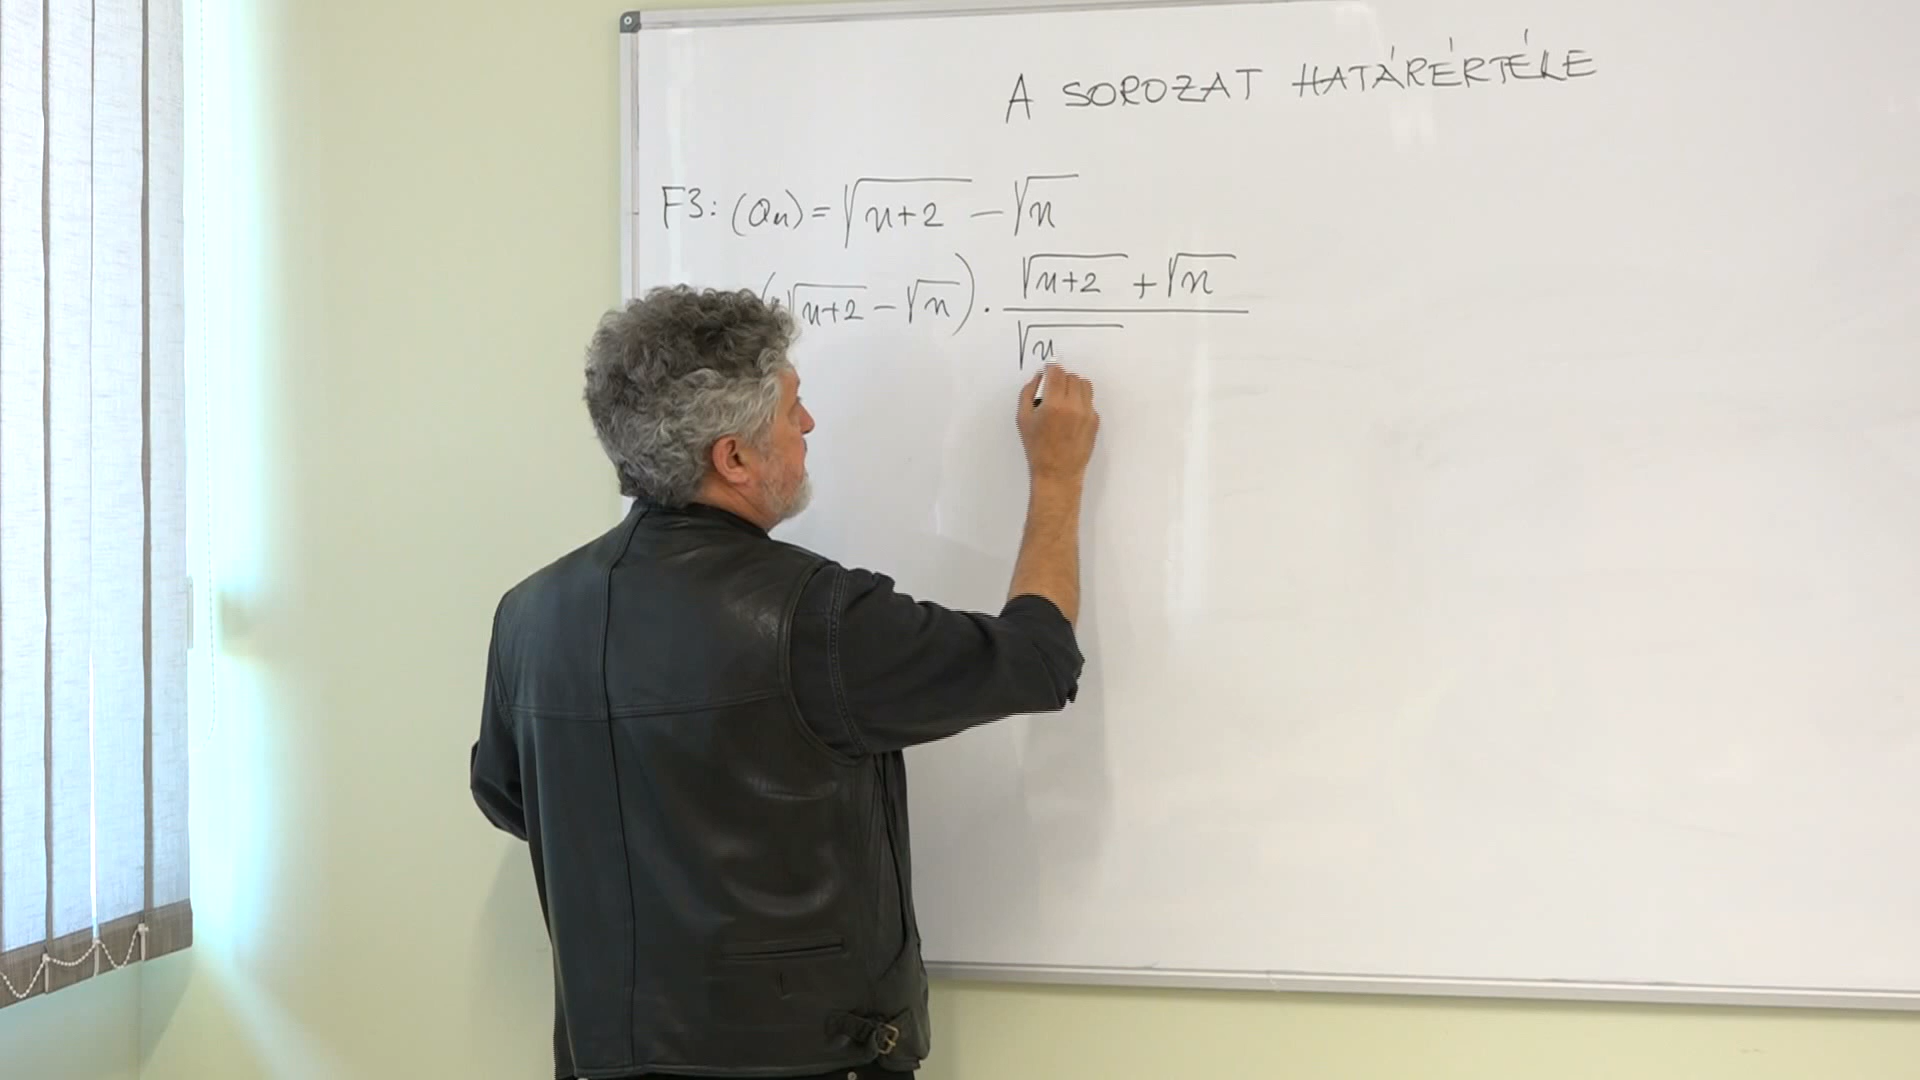 A SOROZAT HATÁRÉRTÉKE
F3: (an) = √n+2 − √n
(√n+2 − √n) · √n+2 + √n
√n